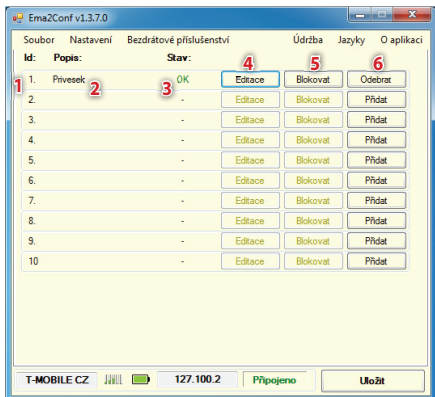 Ema2Conf v1.3.7.0
Soubor Nastavení Bezdrátové příslušenství Údržba Jazyky O aplikaci
Id: Popis: Stav:
4 5 6
1. Privesek OK Editace Blokovat Odebrat
1 2 3
2. - Editace Blokovat Přidat
3. - Editace Blokovat Přidat
4. - Editace Blokovat Přidat
5. - Editace Blokovat Přidat
6. - Editace Blokovat Přidat
7. - Editace Blokovat Přidat
8. - Editace Blokovat Přidat
9. - Editace Blokovat Přidat
10 - Editace Blokovat Přidat
T-MOBILE CZ 127.100.2 Připojeno Uložit